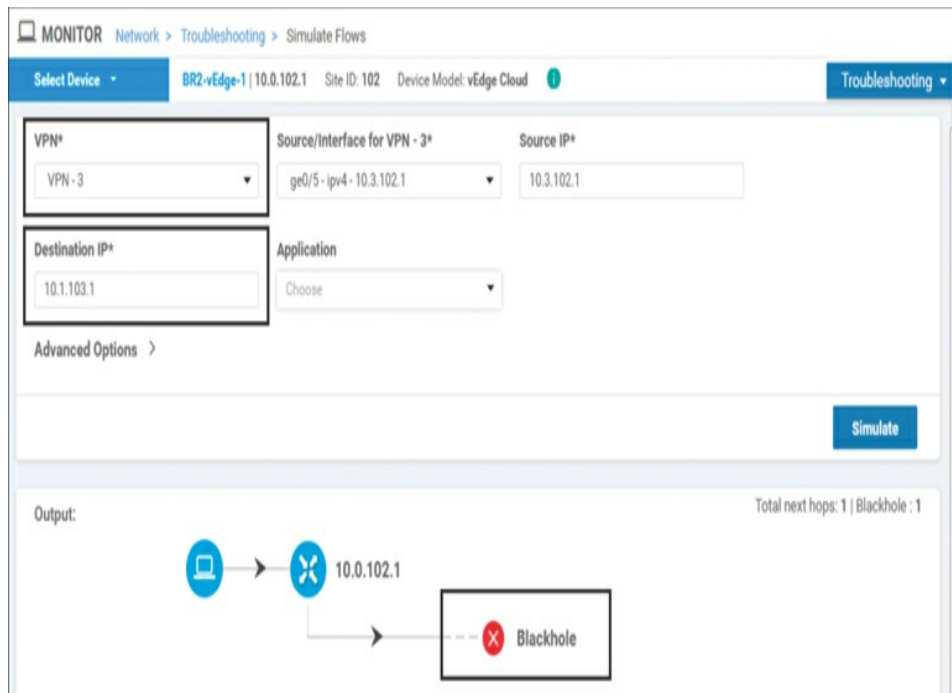 MONITOR Network > Troubleshooting > Simulate Flows
Select Device BR2-vEdge-1 | 10.0.102.1 Site ID: 102 Device Model: vEdge Cloud i Troubleshooting
VPN* Source/Interface for VPN - 3* Source IP*
VPN - 3 ge0/5 - ipv4 - 10.3.102.1 10.3.102.1
Destination IP* Application
10.1.103.1 Choose
Advanced Options >
Simulate
Output: Total next hops: 1 | Blackhole : 1
10.0.102.1
Blackhole